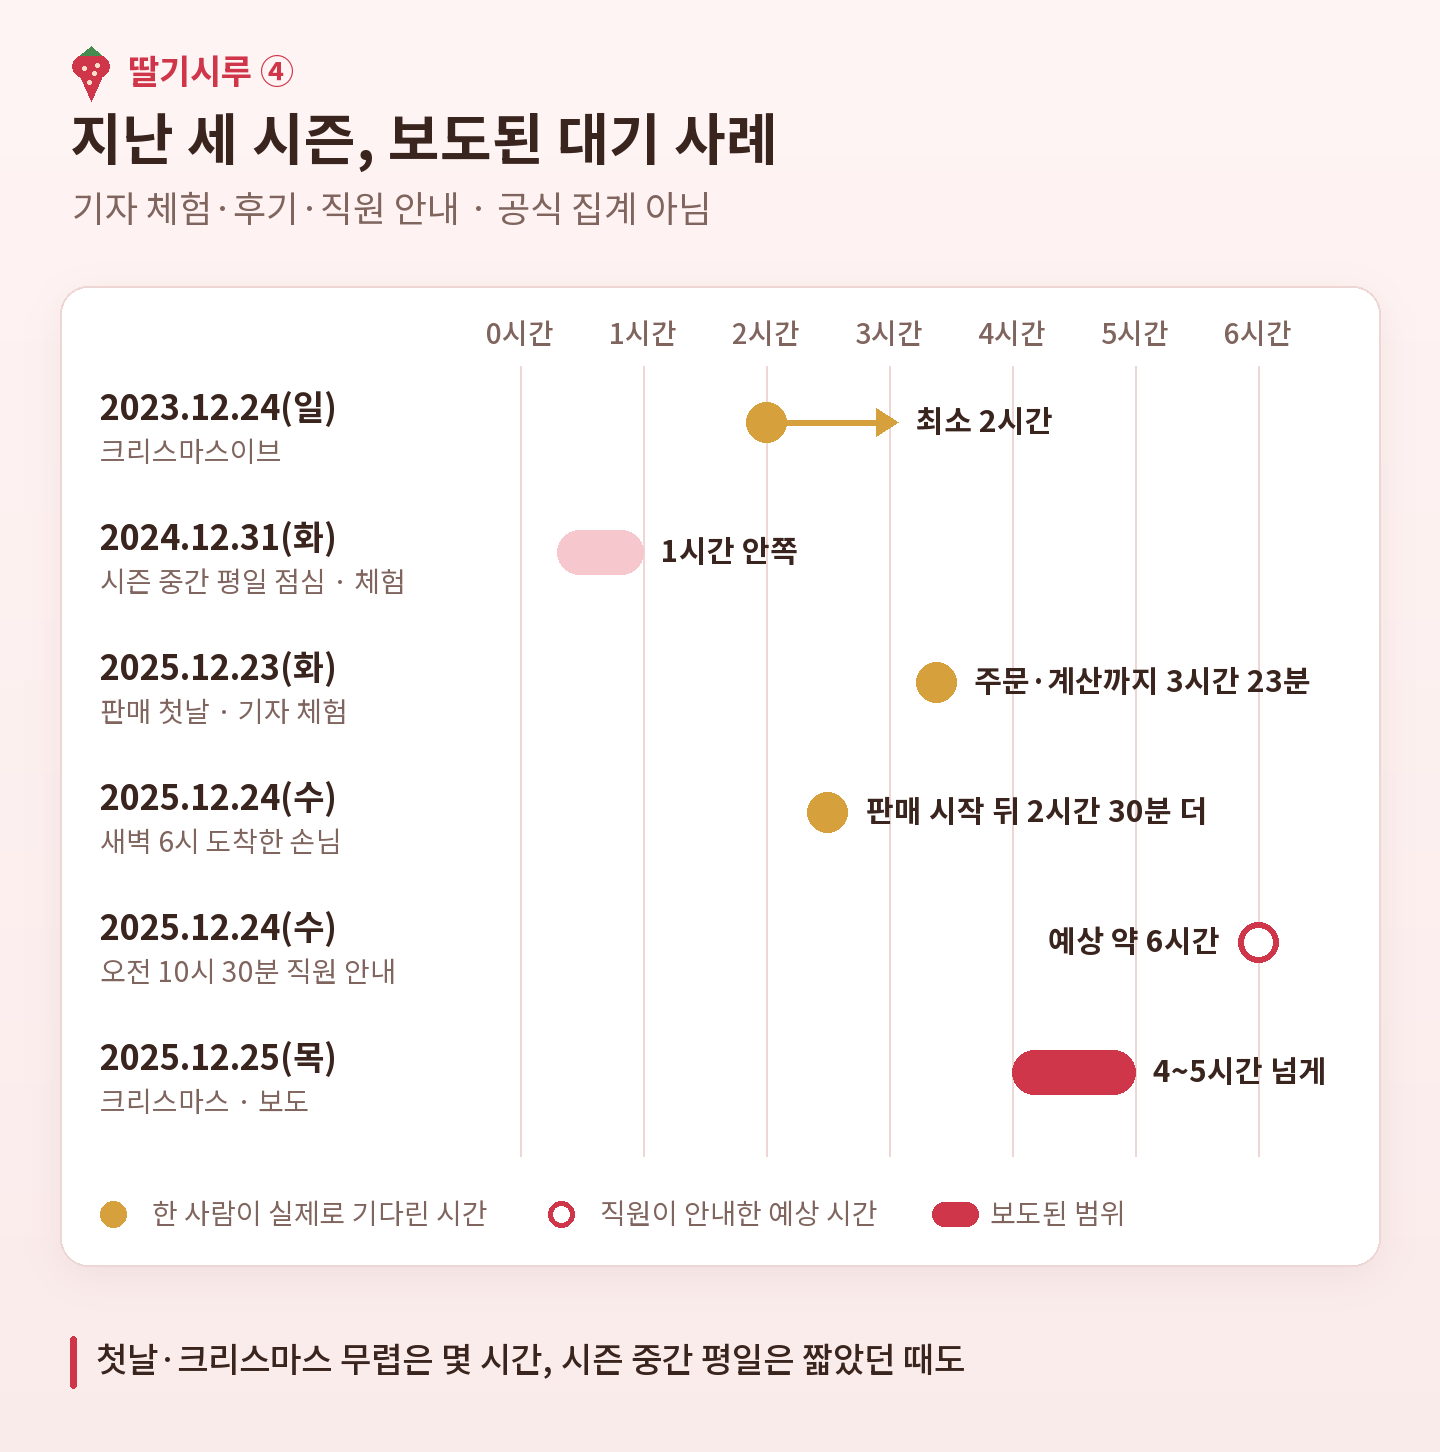 딸기시루 ④
지난 세 시즌, 보도된 대기 사례
기자 체험·후기·직원 안내 · 공식 집계 아님
0시간 1시간 2시간 3시간 4시간 5시간 6시간
2023.12.24(일)
크리스마스이브
최소 2시간
2024.12.31(화)
시즌 중간 평일 점심 · 체험
1시간 안쪽
2025.12.23(화)
판매 첫날 · 기자 체험
주문·계산까지 3시간 23분
2025.12.24(수)
새벽 6시 도착한 손님
판매 시작 뒤 2시간 30분 더
2025.12.24(수)
오전 10시 30분 직원 안내
예상 약 6시간
2025.12.25(목)
크리스마스 · 보도
4~5시간 넘게
한 사람이 실제로 기다린 시간 직원이 안내한 예상 시간 보도된 범위
첫날·크리스마스 무렵은 몇 시간, 시즌 중간 평일은 짧았던 때도